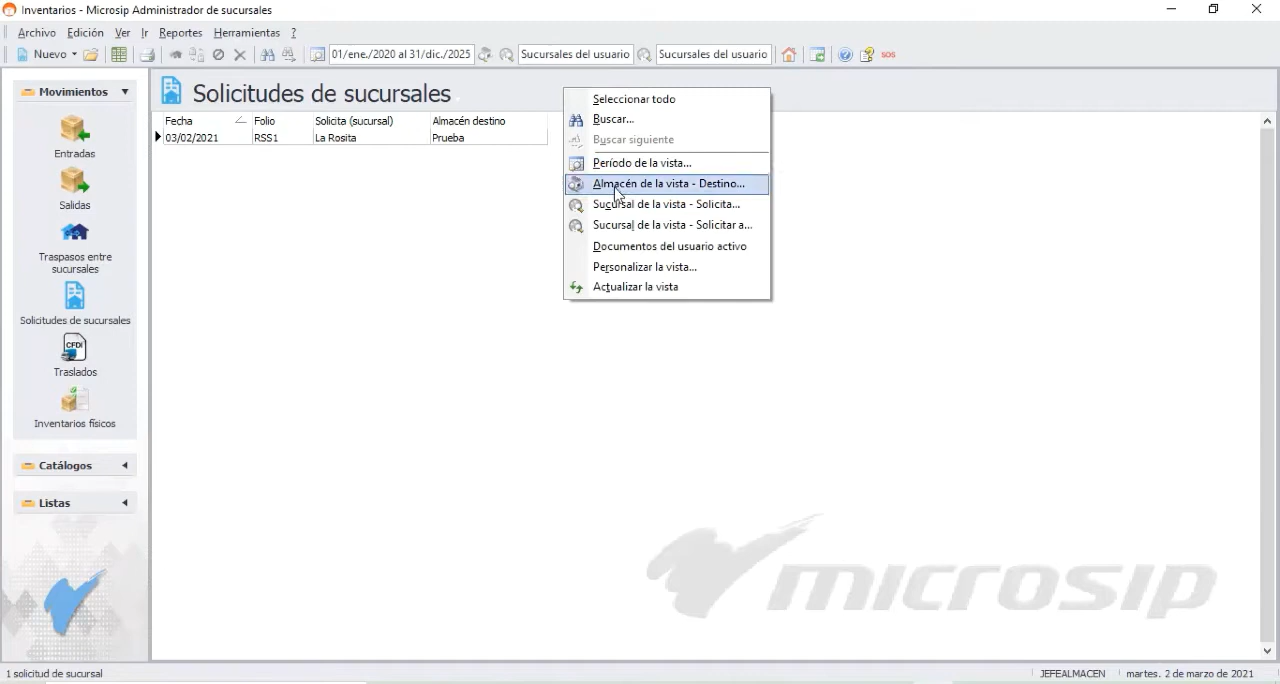 Inventarios - Microsip Administrador de sucursales
Archivo Edición Ver Ir Reportes Herramientas ?
Nuevo 01/ene./2020 al 31/dic./2025 Sucursales del usuario Sucursales del usuario SOS
Movimientos
Entradas
Salidas
Traspasos entre
sucursales
Solicitudes de sucursales
CFDI
Traslados
Inventarios físicos
Catálogos
Listas
Solicitudes de sucursales
Fecha Folio Solicita (sucursal) Almacén destino
03/02/2021 RSS1 La Rosita Prueba
Seleccionar todo
Buscar...
Buscar siguiente
Período de la vista...
Almacén de la vista - Destino...
Sucursal de la vista - Solicita...
Sucursal de la vista - Solicitar a...
Documentos del usuario activo
Personalizar la vista...
Actualizar la vista
microsip
1 solicitud de sucursal JEFEALMACEN martes. 2 de marzo de 2021